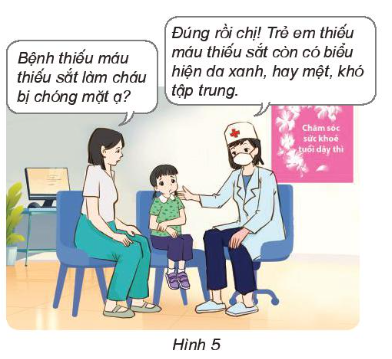 Bệnh thiếu máu
thiếu sắt làm cháu
bị chóng mặt ạ?
Đúng rồi chị! Trẻ em thiếu
máu thiếu sắt còn có biểu
hiện da xanh, hay mệt, khó
tập trung.
Chăm sóc
sức khoẻ
tuổi dậy thì
Hình 5